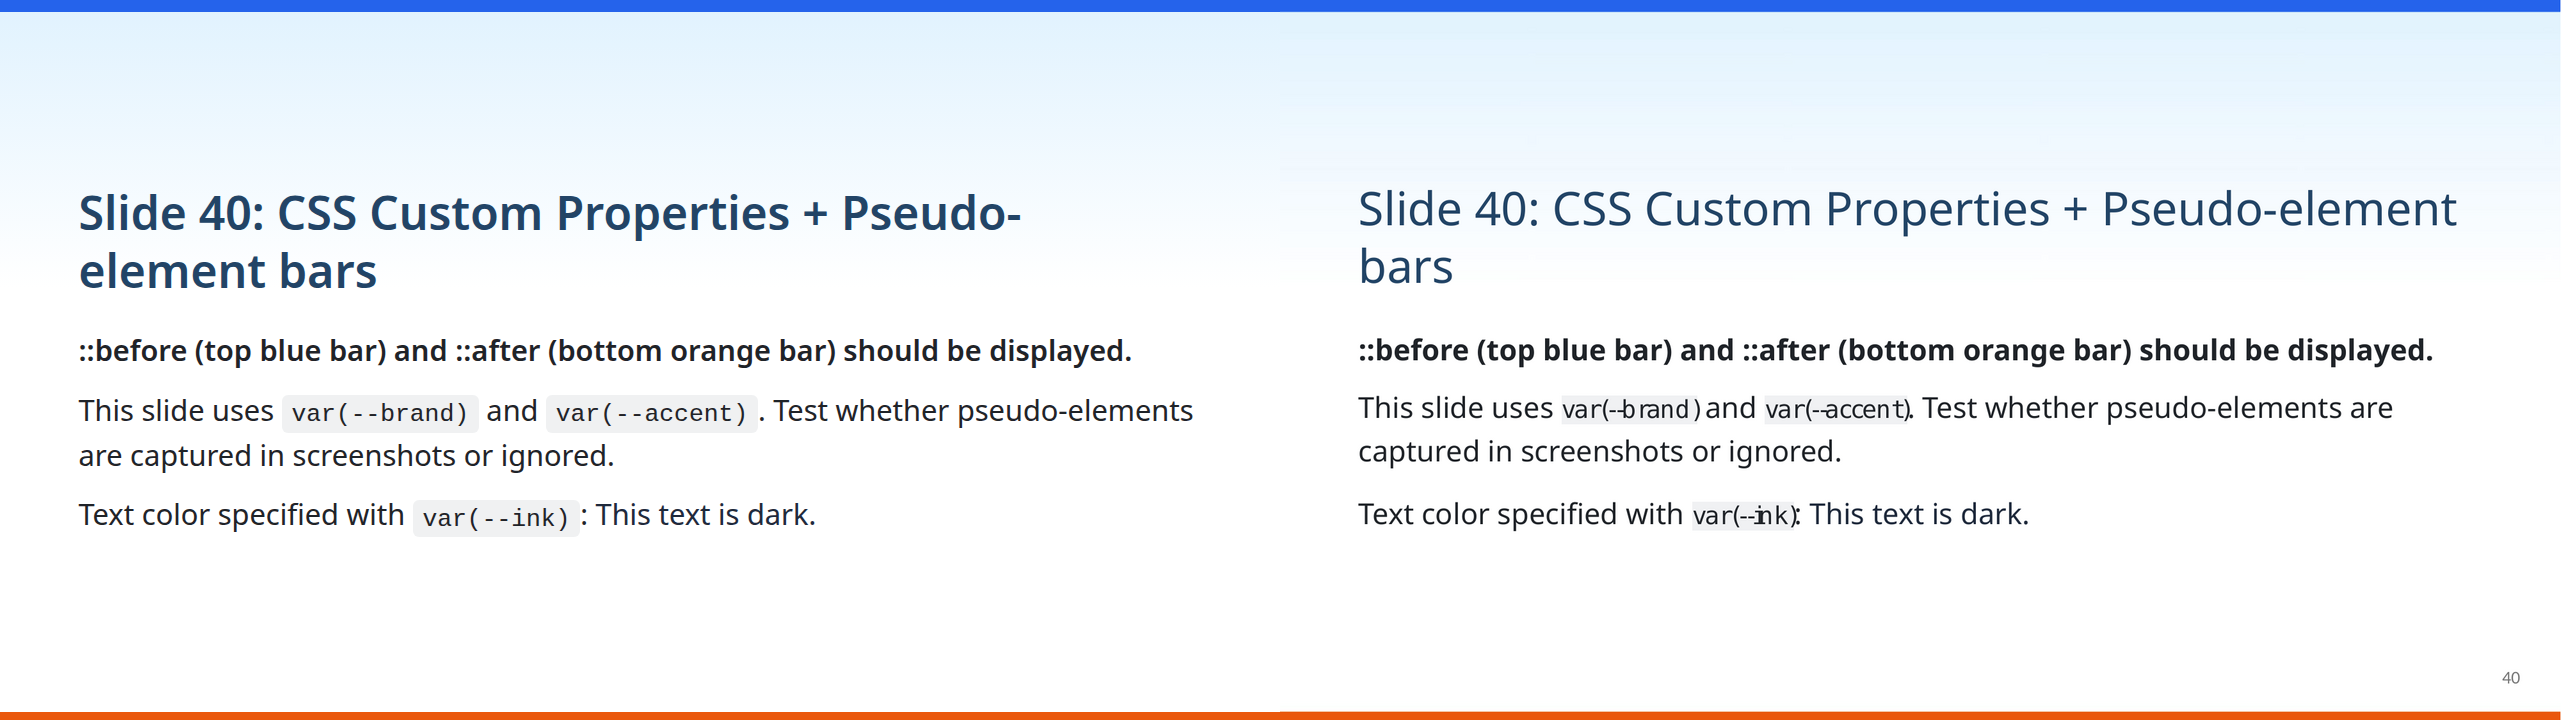 Slide 40: CSS Custom Properties + Pseudo-
element bars
::before (top blue bar) and ::after (bottom orange bar) should be displayed.
This slide uses var(--brand) and var(--accent). Test whether pseudo-elements
are captured in screenshots or ignored.
Text color specified with var(--ink): This text is dark.
Slide 40: CSS Custom Properties + Pseudo-element
bars
::before (top blue bar) and ::after (bottom orange bar) should be displayed.
This slide uses var(--brand) and var(--accent). Test whether pseudo-elements are
captured in screenshots or ignored.
Text color specified with var(--ink): This text is dark.
40